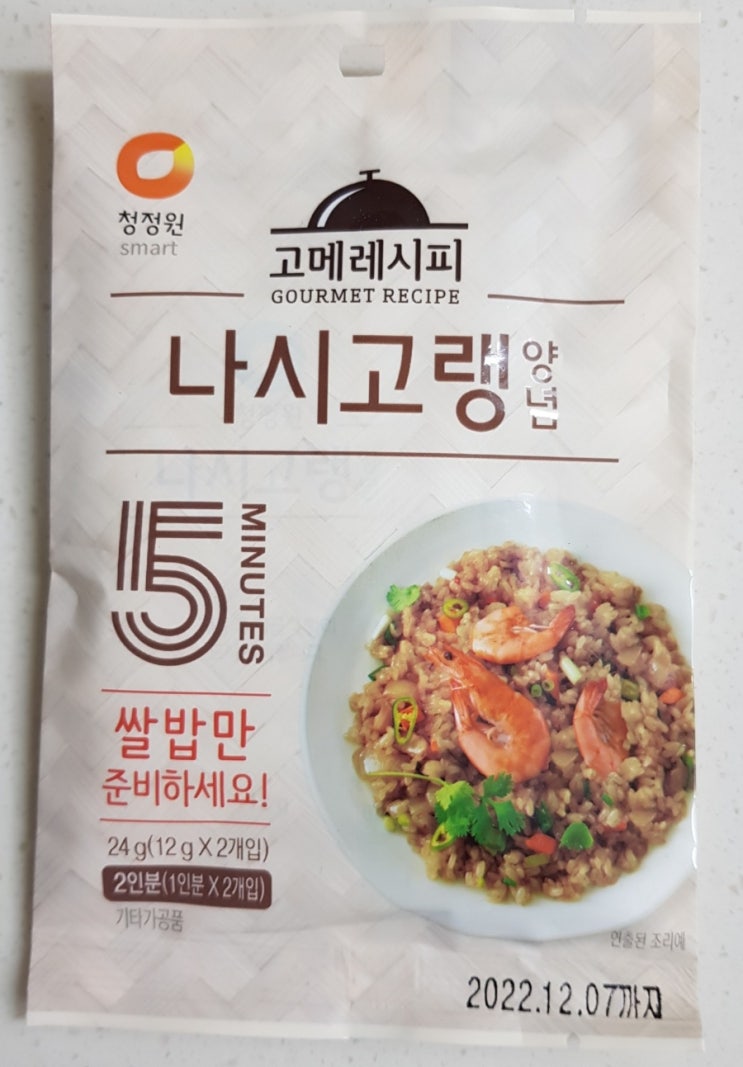 청정원
smart
고메레시피
GOURMET RECIPE
나시고랭 양념
5 MINUTES
쌀밥만
준비하세요!
24 g(12 g X 2개입)
2인분(1인분 X 2개입)
기타가공품
연출된 조리예
2022.12.07까지